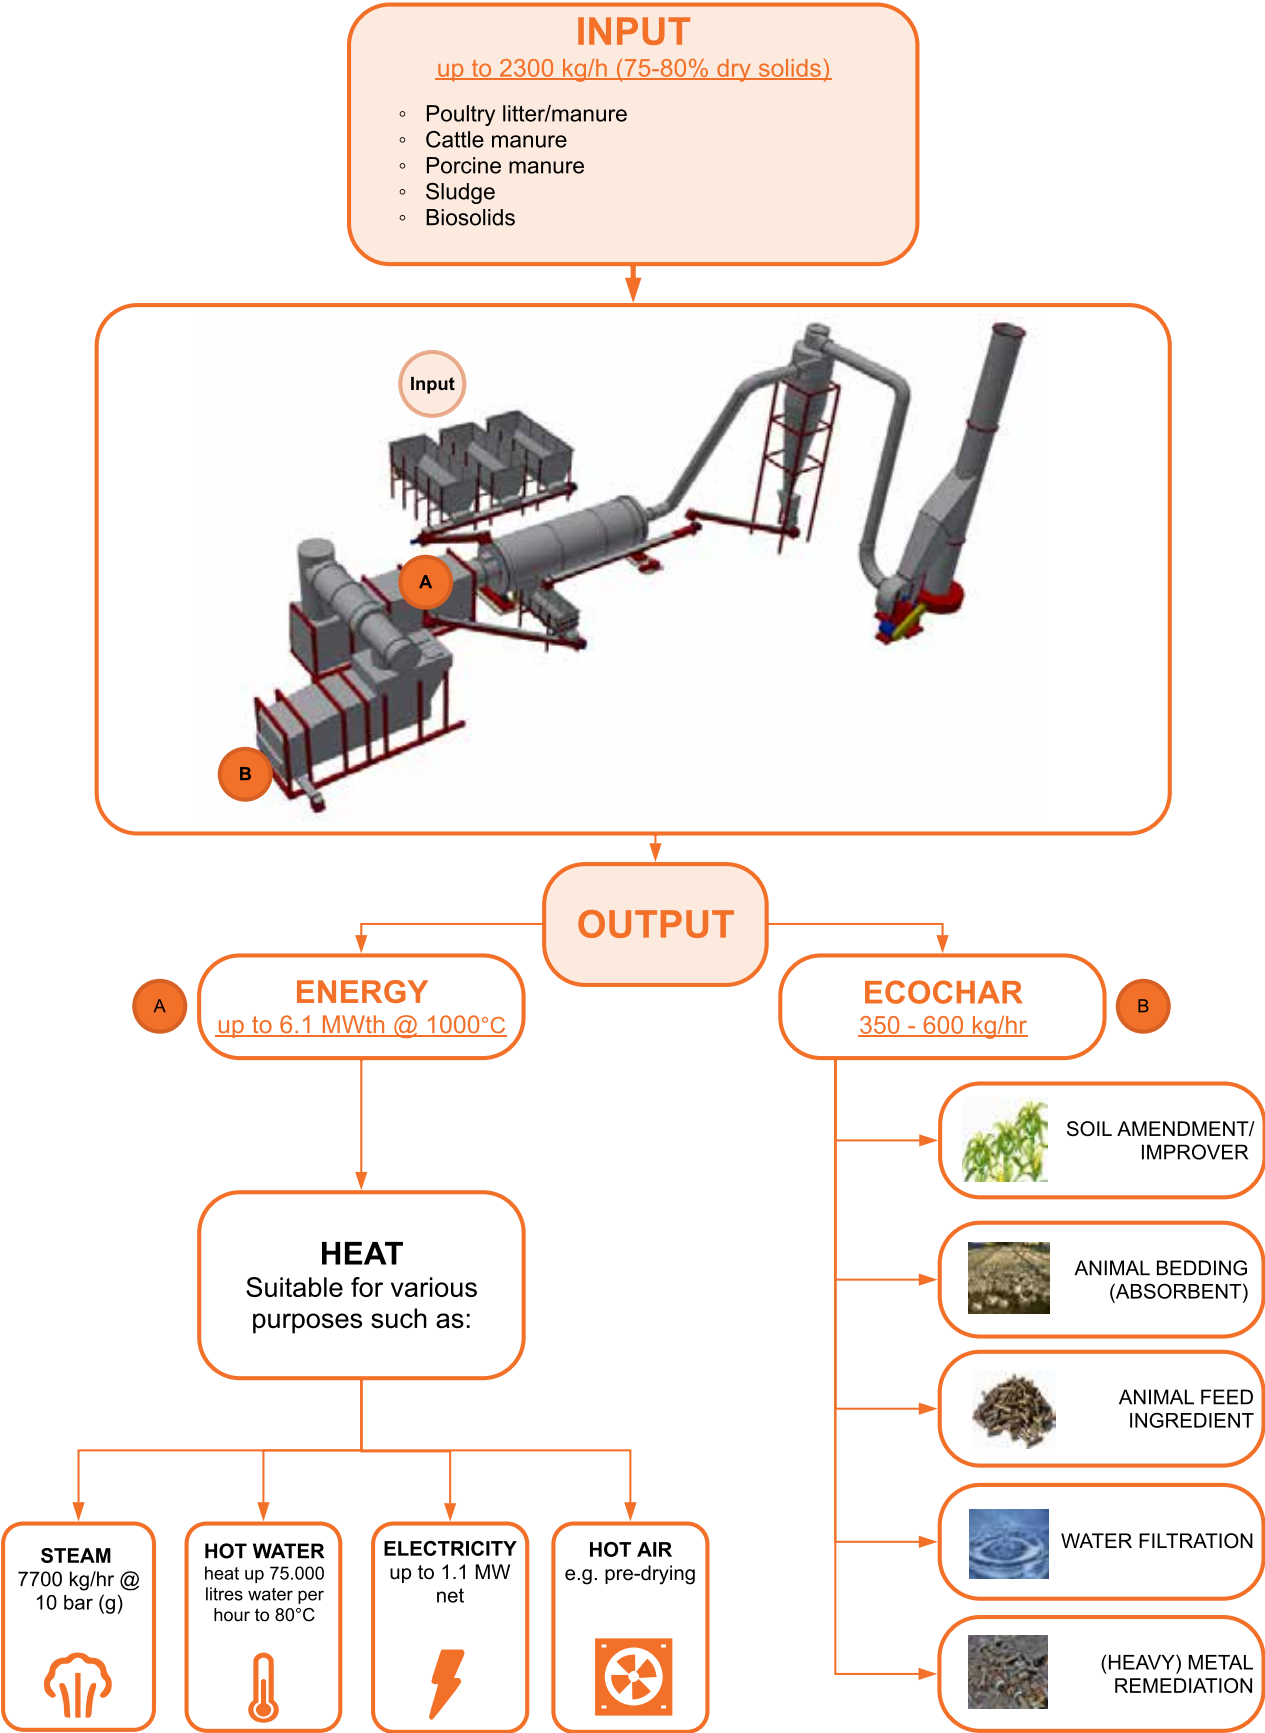 INPUT
up to 2300 kg/h (75-80% dry solids)
◦ Poultry litter/manure
◦ Cattle manure
◦ Porcine manure
◦ Sludge
◦ Biosolids
Input
A
B
OUTPUT
A
ENERGY
up to 6.1 MWth @ 1000°C
ECOCHAR
350 - 600 kg/hr
B
HEAT
Suitable for various
purposes such as:
STEAM
7700 kg/hr @
10 bar (g)
HOT WATER
heat up 75.000
litres water per
hour to 80°C
ELECTRICITY
up to 1.1 MW
net
HOT AIR
e.g. pre-drying
SOIL AMENDMENT/
IMPROVER
ANIMAL BEDDING
(ABSORBENT)
ANIMAL FEED
INGREDIENT
WATER FILTRATION
(HEAVY) METAL
REMEDIATION